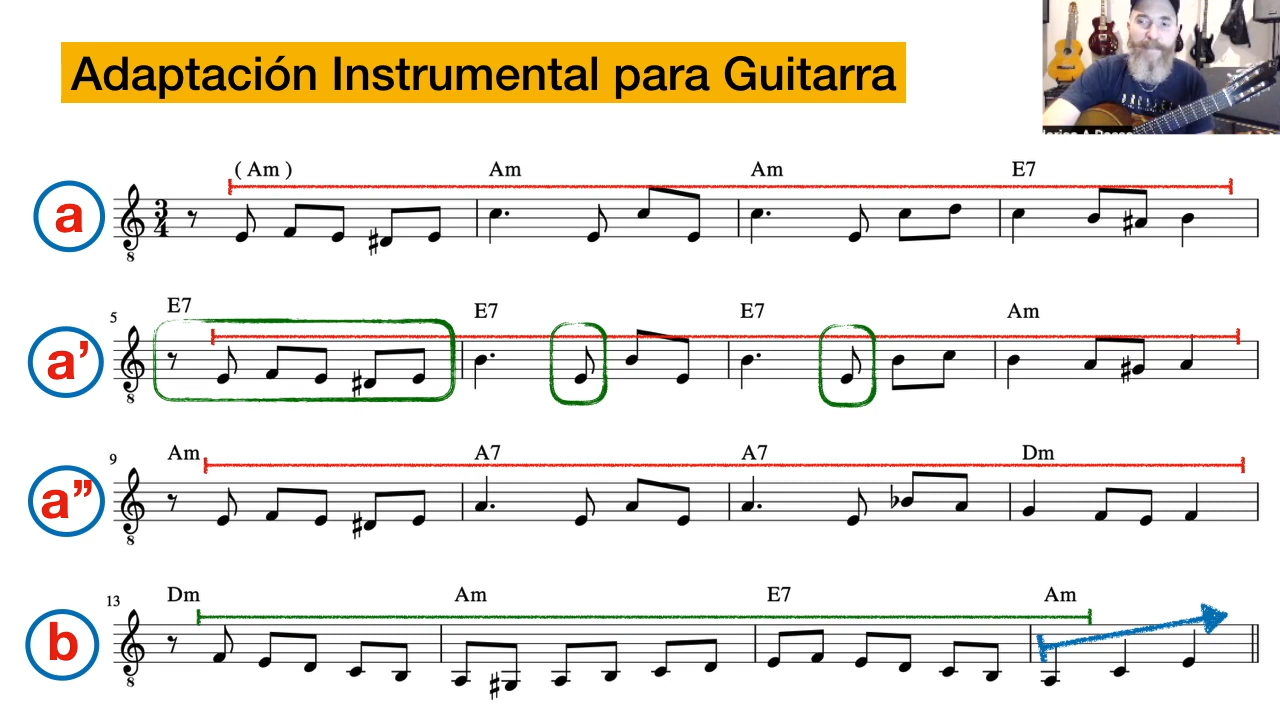 Adaptación Instrumental para Guitarra
( Am ) Am Am E7
a
3
4
8
E7 E7 E7 Am
5
a’
8
Am A7 A7 Dm
9
a”
8
Dm Am E7 Am
13
b
8